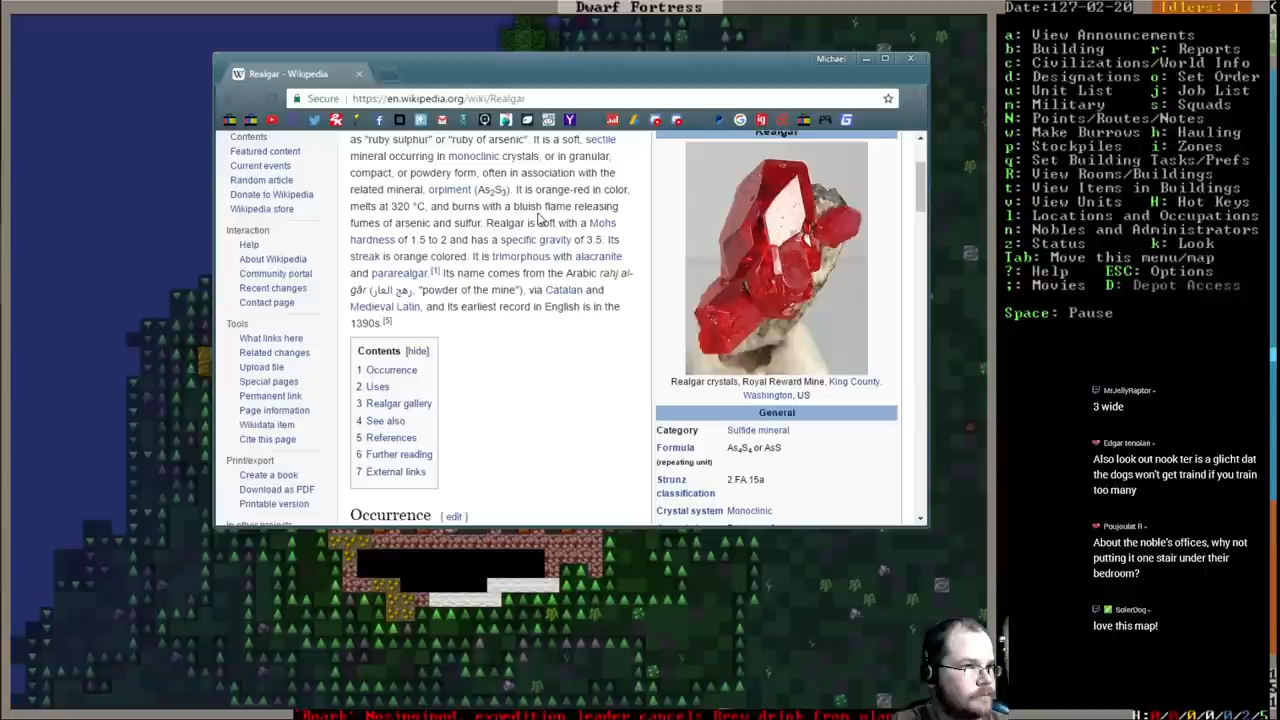 Dwarf Fortress
Date:127-02-20
Idlers: 1
Michael
Realgar - Wikipedia
Secure
https://en.wikipedia.org/wiki/Realgar
Contents
Featured content
Current events
Random article
Donate to Wikipedia
Wikipedia store
Interaction
Help
About Wikipedia
Community portal
Recent changes
Contact page
Tools
What links here
Related changes
Upload file
Special pages
Permanent link
Page information
Wikidata item
Cite this page
Print/export
Create a book
Download as PDF
Printable version
In other projects
as "ruby sulphur" or "ruby of arsenic". It is a soft, sectile
mineral occurring in monoclinic crystals, or in granular,
compact, or powdery form, often in association with the
related mineral, orpiment (As2S3). It is orange-red in color,
melts at 320 °C, and burns with a bluish flame releasing
fumes of arsenic and sulfur. Realgar is soft with a Mohs
hardness of 1.5 to 2 and has a specific gravity of 3.5. Its
streak is orange colored. It is trimorphous with alacranite
and pararealgar.[1] Its name comes from the Arabic rahj al-
ġār (رهج الغار, "powder of the mine"), via Catalan and
Medieval Latin, and its earliest record in English is in the
1390s.[5]
Contents [hide]
1 Occurrence
2 Uses
3 Realgar gallery
4 See also
5 References
6 Further reading
7 External links
Occurrence [ edit ]
Realgar
Realgar crystals, Royal Reward Mine, King County,
Washington, US
General
Category Sulfide mineral
Formula As4S4 or AsS
(repeating unit)
Strunz 2.FA.15a
classification
Crystal system Monoclinic
a: View Announcements
b: Building r: Reports
c: Civilizations/World Info
d: Designations o: Set Order
u: Unit List j: Job List
m: Military s: Squads
N: Points/Routes/Notes
w: Make Burrows h: Hauling
p: Stockpiles i: Zones
q: Set Building Tasks/Prefs
R: View Rooms/Buildings
t: View Items in Buildings
v: View Units H: Hot Keys
l: Locations and Occupations
n: Nobles and Administrators
z: Status k: Look
Tab: Move this menu/map
?: Help ESC: Options
;: Movies D: Depot Access
Space: Pause
MrJellyRaptor
3 wide
Edgar tonoian
Also look out nook ter is a glicht dat
the dogs won't get traind if you train
too many
Poujoulat R
About the noble's offices, why not
putting it one stair under their
bedroom?
SolerDog
love this map!
expedition leader cancels Brew drink from plan